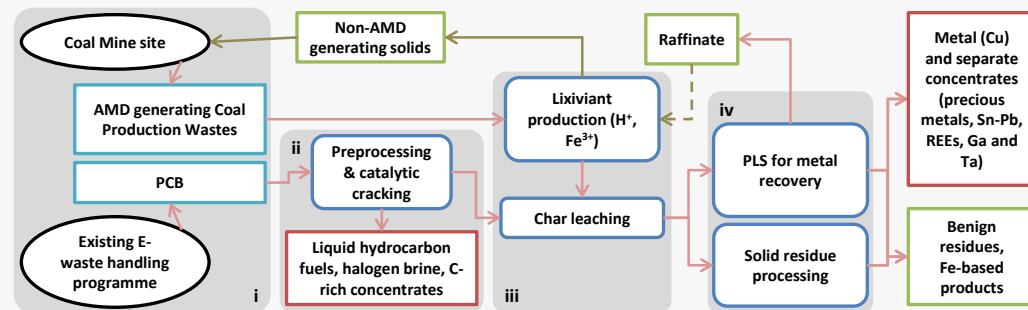 Coal Mine site
Non-AMD
generating solids
Raffinate
Metal (Cu)
and separate
concentrates
(precious
metals, Sn-Pb,
REEs, Ga and
Ta)
AMD generating Coal
Production Wastes
Lixiviant
production (H⁺,
Fe³⁺)
iv
ii
Preprocessing
& catalytic
cracking
PLS for metal
recovery
PCB
Char leaching
Existing E-
waste handling
programme
Liquid hydrocarbon
fuels, halogen brine, C-
rich concentrates
Solid residue
processing
Benign
residues,
Fe-based
products
i
iii